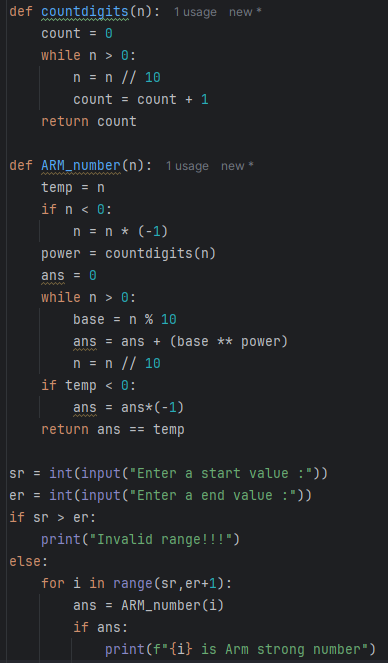 def countdigits(n):  1 usage  new *
    count = 0
    while n > 0:
        n = n // 10
        count = count + 1
    return count

def ARM_number(n):  1 usage  new *
    temp = n
    if n < 0:
        n = n * (-1)
    power = countdigits(n)
    ans = 0
    while n > 0:
        base = n % 10
        ans = ans + (base ** power)
        n = n // 10
    if temp < 0:
        ans = ans*(-1)
    return ans == temp

sr = int(input("Enter a start value :"))
er = int(input("Enter a end value :"))
if sr > er:
    print("Invalid range!!!")
else:
    for i in range(sr,er+1):
        ans = ARM_number(i)
        if ans:
            print(f"{i} is Arm strong number")